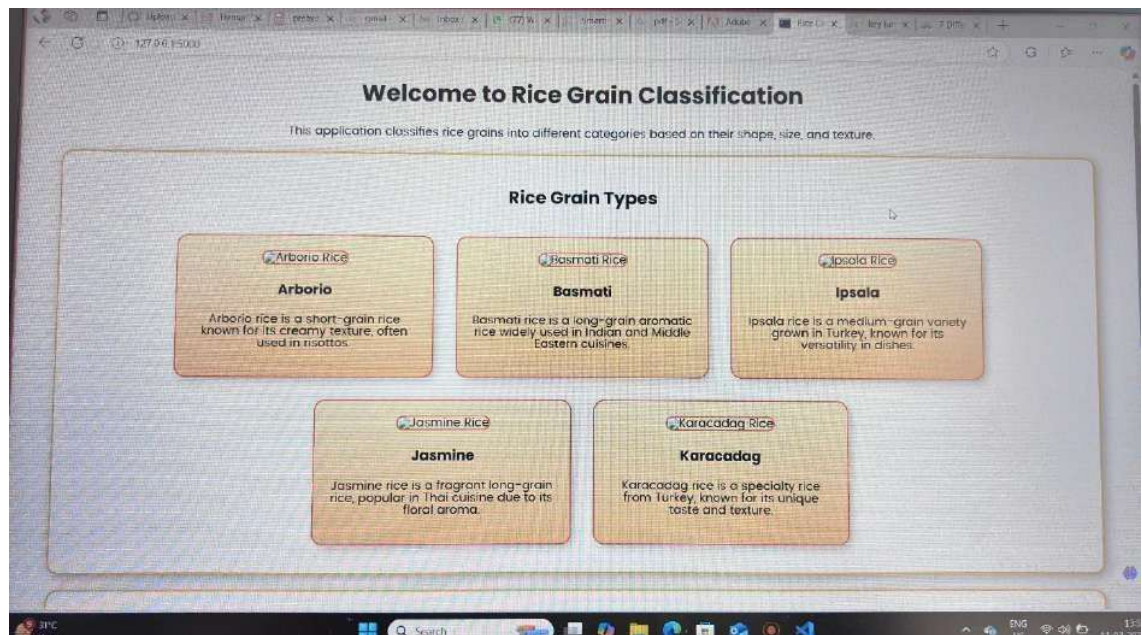 127.0.0.1:5000
Welcome to Rice Grain Classification
This application classifies rice grains into different categories based on their shape, size, and texture.
Rice Grain Types
Arborio Rice
Arborio
Arborio rice is a short-grain rice
known for its creamy texture, often
used in risottos.
Basmati Rice
Basmati
Basmati rice is a long-grain aromatic
rice widely used in Indian and Middle
Eastern cuisines.
Ipsala Rice
Ipsala
Ipsala rice is a medium-grain variety
grown in Turkey, known for its
versatility in dishes.
Jasmine Rice
Jasmine
Jasmine rice is a fragrant long-grain
rice, popular in Thai cuisine due to its
floral aroma.
Karacadag Rice
Karacadag
Karacadag rice is a specialty rice
from Turkey, known for its unique
taste and texture.
31°C
Search
ENG